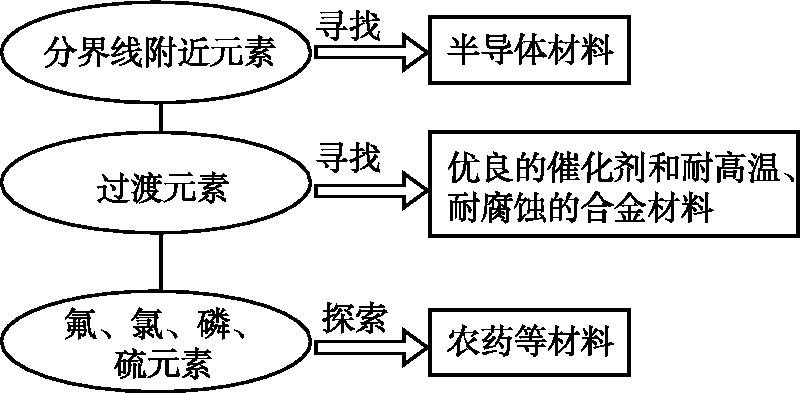 分界线附近元素
寻找
半导体材料
过渡元素
寻找
优良的催化剂和耐高温、
耐腐蚀的合金材料
氟、氯、磷、
硫元素
探索
农药等材料